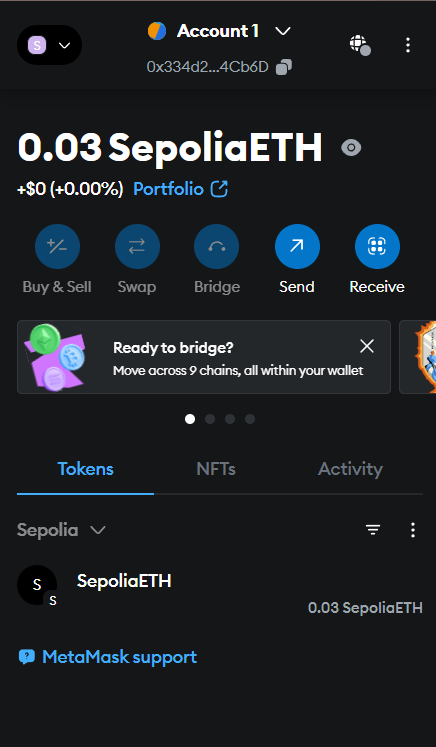 S
Account 1
0x334d2...4Cb6D
0.03 SepoliaETH
+$0 (+0.00%) Portfolio
Buy & Sell Swap Bridge Send Receive
Ready to bridge?
Move across 9 chains, all within your wallet
Tokens NFTs Activity
Sepolia
S SepoliaETH
S
0.03 SepoliaETH
MetaMask support